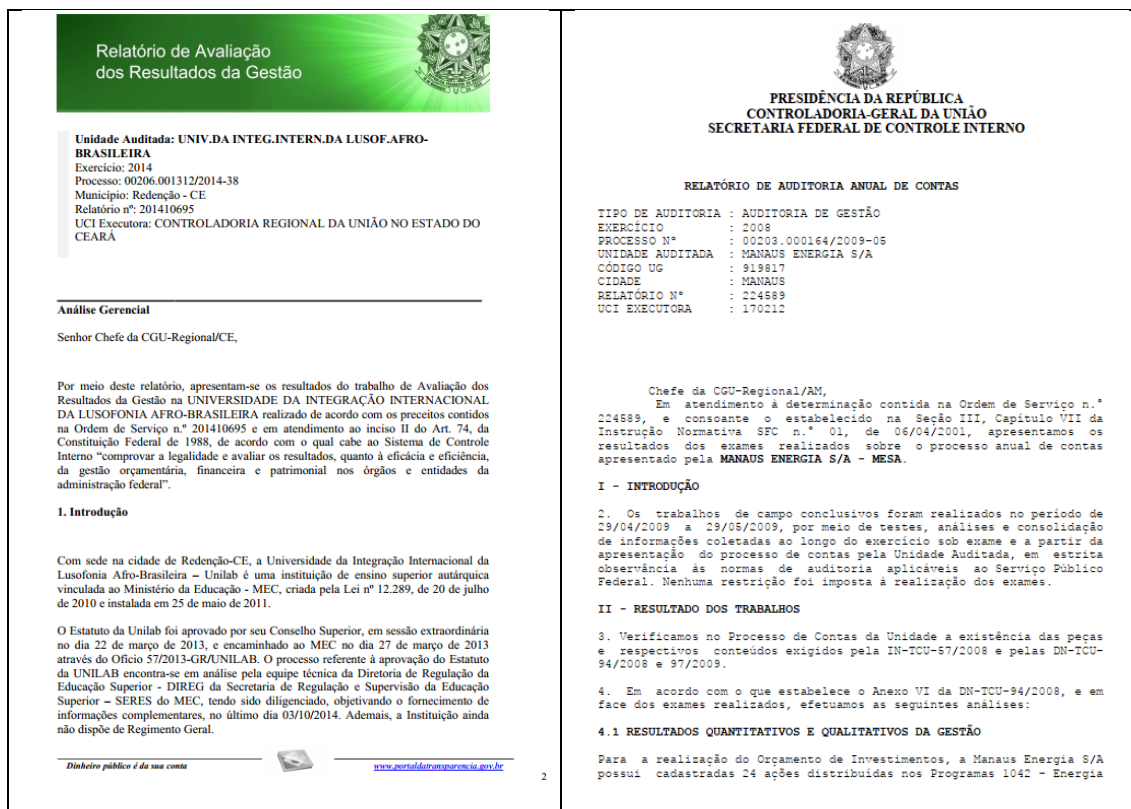 Relatório de Avaliação
dos Resultados da Gestão
Unidade Auditada: UNIV.DA INTEG.INTERN.DA LUSOF.AFRO-
BRASILEIRA
Exercício: 2014
Processo: 00206.001312/2014-38
Município: Redenção - CE
Relatório nº: 201410695
UCI Executora: CONTROLADORIA REGIONAL DA UNIÃO NO ESTADO DO
CEARÁ
Análise Gerencial
Senhor Chefe da CGU-Regional/CE,
Por meio deste relatório, apresentam-se os resultados do trabalho de Avaliação dos
Resultados da Gestão na UNIVERSIDADE DA INTEGRAÇÃO INTERNACIONAL
DA LUSOFONIA AFRO-BRASILEIRA realizado de acordo com os preceitos contidos
na Ordem de Serviço n.º 201410695 e em atendimento ao inciso II do Art. 74, da
Constituição Federal de 1988, de acordo com o qual cabe ao Sistema de Controle
Interno “comprovar a legalidade e avaliar os resultados, quanto à eficácia e eficiência,
da gestão orçamentária, financeira e patrimonial nos órgãos e entidades da
administração federal”.
1. Introdução
Com sede na cidade de Redenção-CE, a Universidade da Integração Internacional da
Lusofonia Afro-Brasileira – Unilab é uma instituição de ensino superior autárquica
vinculada ao Ministério da Educação - MEC, criada pela Lei nº 12.289, de 20 de julho
de 2010 e instalada em 25 de maio de 2011.
O Estatuto da Unilab foi aprovado por seu Conselho Superior, em sessão extraordinária
no dia 22 de março de 2013, e encaminhado ao MEC no dia 27 de março de 2013
através do Ofício 57/2013-GR/UNILAB. O processo referente à aprovação do Estatuto
da UNILAB encontra-se em análise pela equipe técnica da Diretoria de Regulação da
Educação Superior - DIREG da Secretaria de Regulação e Supervisão da Educação
Superior – SERES do MEC, tendo sido diligenciado, objetivando o fornecimento de
informações complementares, no último dia 03/10/2014. Ademais, a Instituição ainda
não dispõe de Regimento Geral.
Dinheiro público é da sua conta www.portaldatransparencia.gov.br
2
PRESIDÊNCIA DA REPÚBLICA
CONTROLADORIA-GERAL DA UNIÃO
SECRETARIA FEDERAL DE CONTROLE INTERNO
RELATÓRIO DE AUDITORIA ANUAL DE CONTAS
TIPO DE AUDITORIA : AUDITORIA DE GESTÃO
EXERCÍCIO : 2008
PROCESSO Nº : 00203.000164/2009-05
UNIDADE AUDITADA : MANAUS ENERGIA S/A
CÓDIGO UG : 919817
CIDADE : MANAUS
RELATÓRIO Nº : 224589
UCI EXECUTORA : 170212
Chefe da CGU-Regional/AM,
Em atendimento à determinação contida na Ordem de Serviço n.º
224589, e consoante o estabelecido na Seção III, Capítulo VII da
Instrução Normativa SFC n.º 01, de 06/04/2001, apresentamos os
resultados dos exames realizados sobre o processo anual de contas
apresentado pela MANAUS ENERGIA S/A - MESA.
I - INTRODUÇÃO
2. Os trabalhos de campo conclusivos foram realizados no período de
29/04/2009 a 29/05/2009, por meio de testes, análises e consolidação
de informações coletadas ao longo do exercício sob exame e a partir da
apresentação do processo de contas pela Unidade Auditada, em estrita
observância às normas de auditoria aplicáveis ao Serviço Público
Federal. Nenhuma restrição foi imposta à realização dos exames.
II - RESULTADO DOS TRABALHOS
3. Verificamos no Processo de Contas da Unidade a existência das peças
e respectivos conteúdos exigidos pela IN-TCU-57/2008 e pelas DN-TCU-
94/2008 e 97/2009.
4. Em acordo com o que estabelece o Anexo VI da DN-TCU-94/2008, e em
face dos exames realizados, efetuamos as seguintes análises:
4.1 RESULTADOS QUANTITATIVOS E QUALITATIVOS DA GESTÃO
Para a realização do Orçamento de Investimentos, a Manaus Energia S/A
possui cadastradas 24 ações distribuídas nos Programas 1042 - Energia